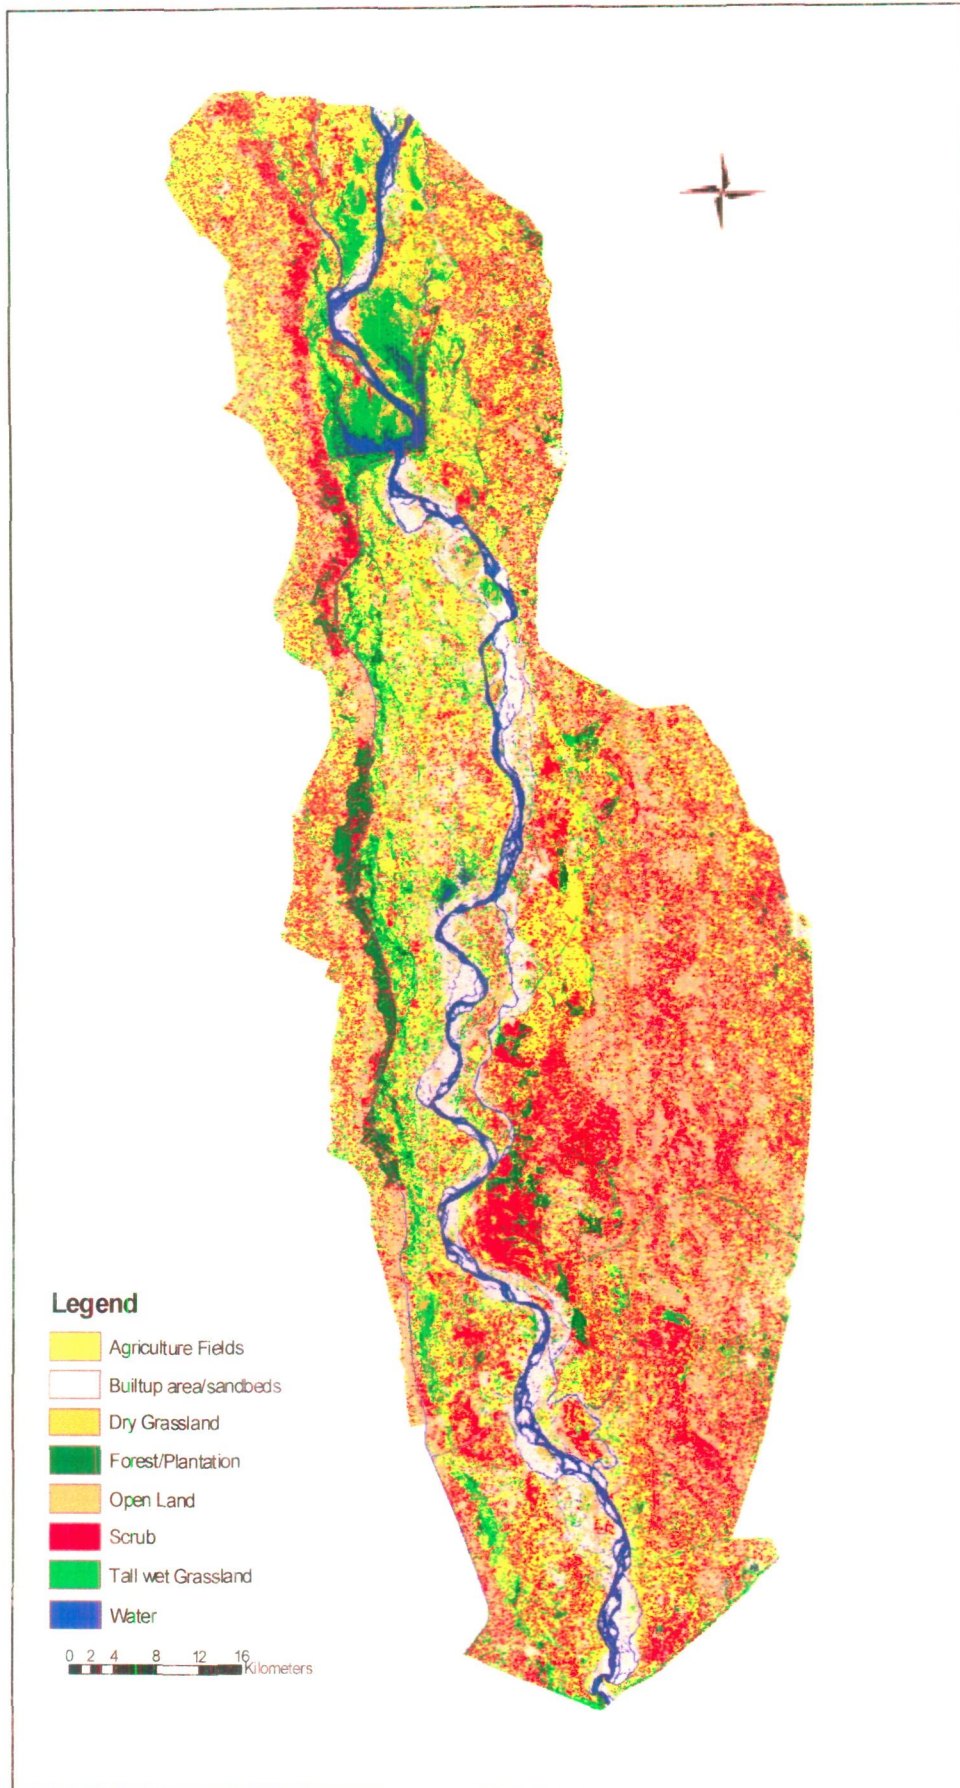 Legend
Agriculture Fields
Builtup area/sandbeds
Dry Grassland
Forest/Plantation
Open Land
Scrub
Tall wet Grassland
Water
0 2 4 8 12 16
Kilometers